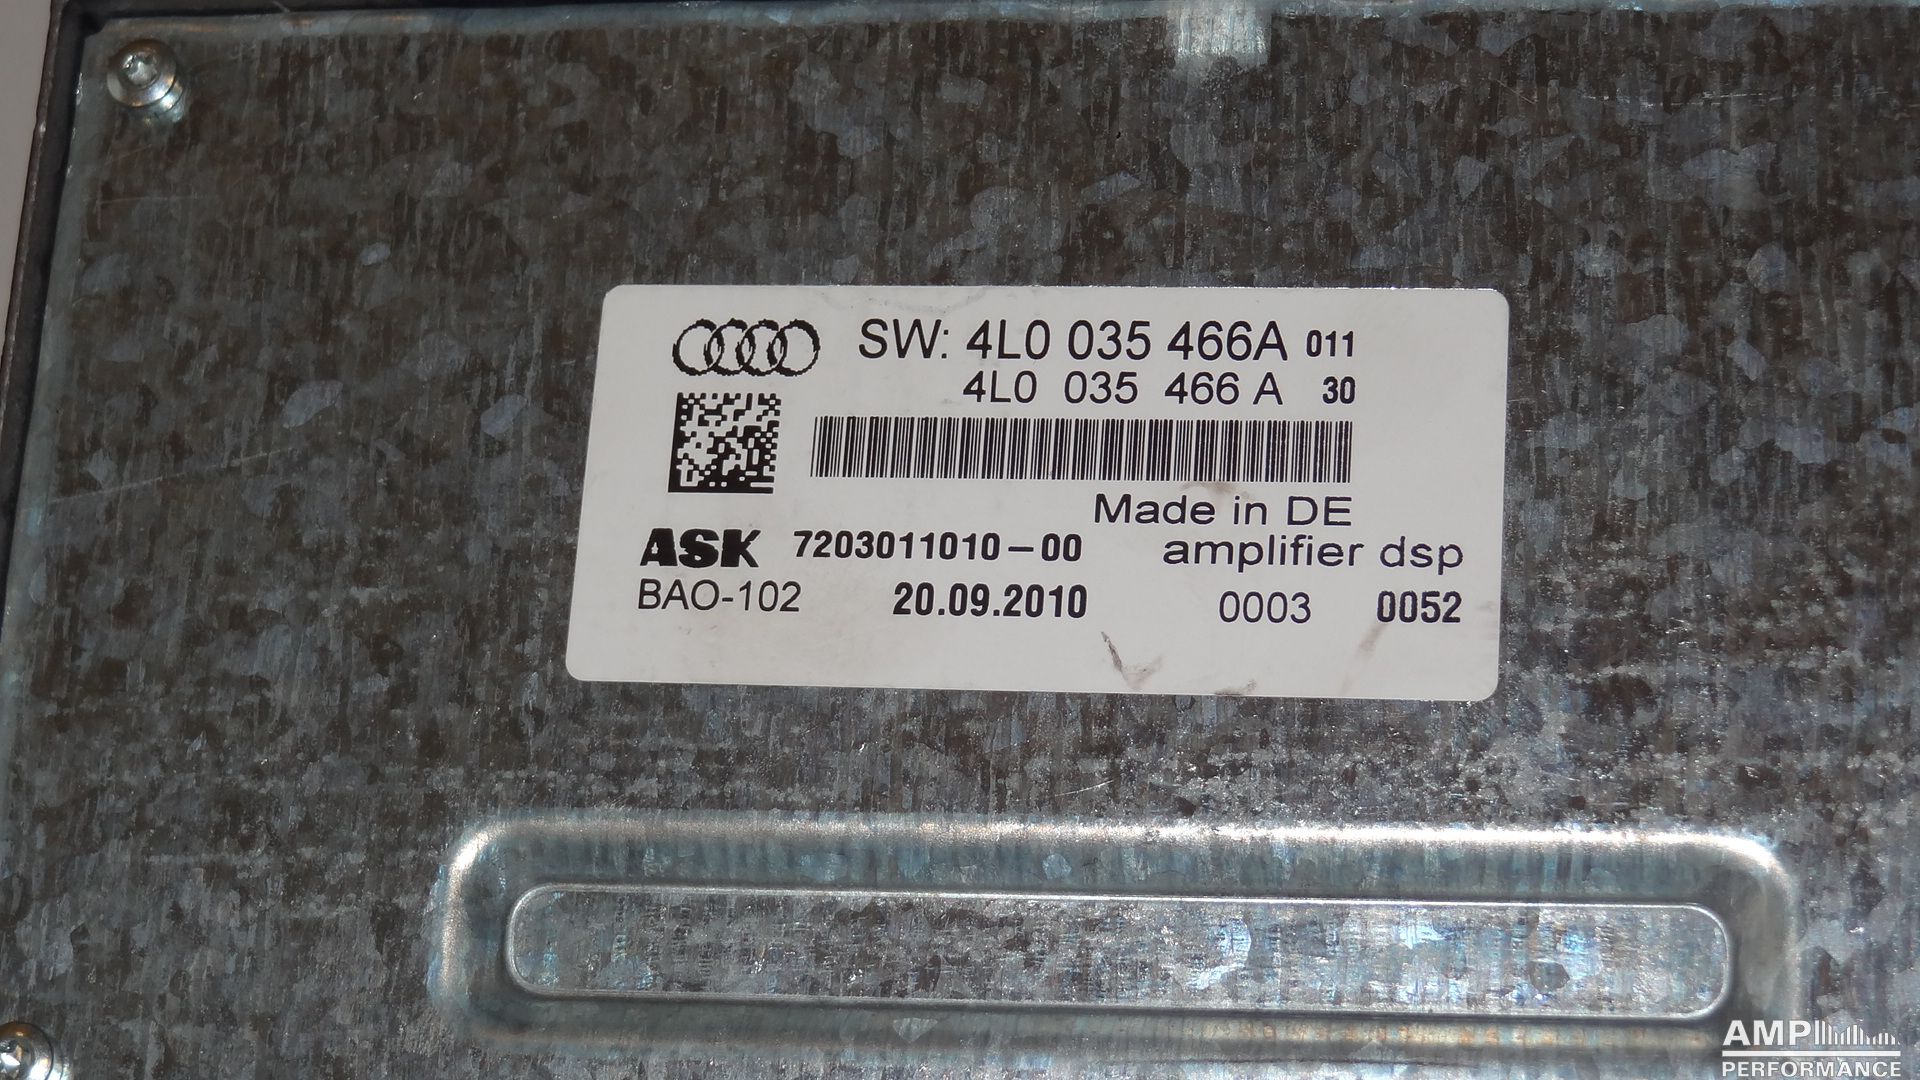 SW: 4L0 035 466A 011
4L0 035 466 A 30
Made in DE
ASK 7203011010-00 amplifier dsp
BAO-102 20.09.2010 0003 0052
AMP
PERFORMANCE